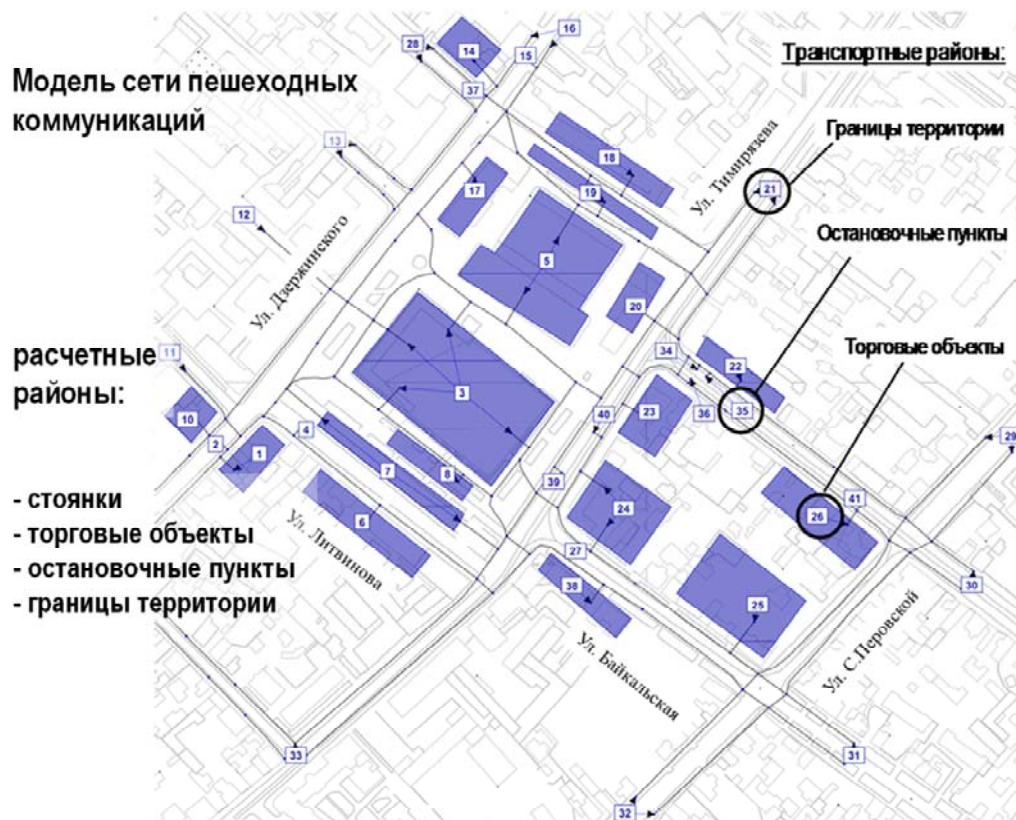 Модель сети пешеходных
коммуникаций
расчетные
районы:
- стоянки
- торговые объекты
- остановочные пункты
- границы территории
Транспортные районы:
Границы территории
Остановочные пункты
Торговые объекты
Ул. Тимирязева
Ул. Дзержинского
Ул. Литвинова
Ул. Байкальская
Ул. С.Перовской
16
28
14
15
37
13
18
17
19
21
12
5
20
11
34
22
3
36
35
10
4
40
23
2
1
7
8
39
29
6
24
41
26
27
38
25
30
33
31
32